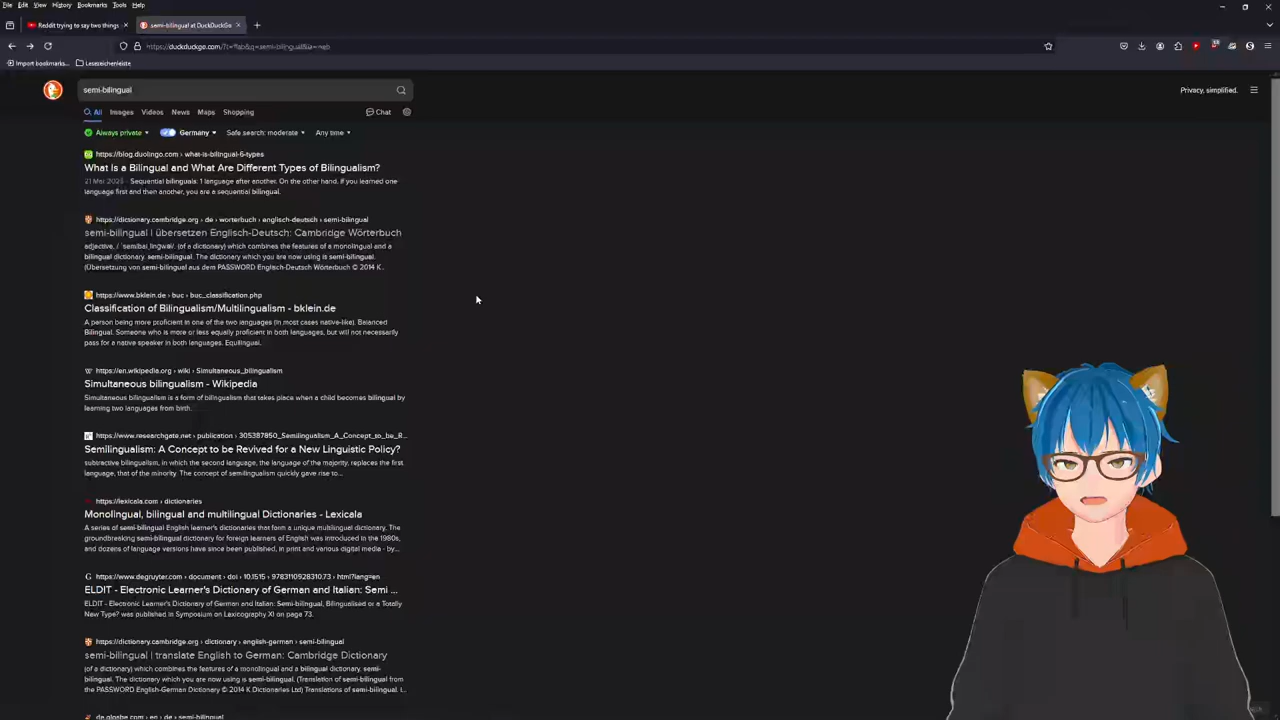 File Edit View History Bookmarks Tools Help
Reddit trying to say two things
semi-bilingual at DuckDuckGo
semi-bilingual&ia=web
Import bookmarks...
Lesezeichenleiste
semi-bilingual
Privacy, simplified.
All Images Videos News Maps Shopping
Chat
Always private
Germany
Safe search: moderate
Any time
https://blog.duolingo.com › what-is-bilingual-5-types
What Is a Bilingual and What Are Different Types of Bilingualism?
21 Mar Sequential bilinguals: 1 language after another. On the other hand, if you learned one
language first and then another, you are a sequential bilingual.
https://dictionary.cambridge.org › de › worterbuch › englisch-deutsch › semi-bilingual
semi-bilingual | übersetzen Englisch-Deutsch: Cambridge Wörterbuch
adjective. (of a dictionary) which combines the features of a monolingual and a
bilingual dictionary. semi-bilingual. The dictionary which you are now using is semi-bilingual.
(Übersetzung von semi-bilingual aus dem PASSWORD Englisch-Deutsch Wörterbuch © 2014 K.
https://www.bklein.de › buc › buc_classification.php
Classification of Bilingualism/Multilingualism - bklein.de
A person being more proficient in one of the two languages (in most cases native-like). Balanced
Bilingual. Someone who is more or less equally proficient in both languages, but will not necessarily
pass for a native speaker in both languages. Equilingual.
https://en.wikipedia.org › wiki › Simultaneous_bilingualism
Simultaneous bilingualism - Wikipedia
Simultaneous bilingualism is a form of bilingualism that takes place when a child becomes bilingual by
learning two languages from birth.
https://www.researchgate.net › publication › 305387850_Semilingualism_A_Concept_to_be_R...
Semilingualism: A Concept to be Revived for a New Linguistic Policy?
subtractive bilingualism, in which the second language, the language of the majority, replaces the first
language, that of the minority. The concept of semilingualism quickly gave rise to...
https://lexicala.com › dictionaries
Monolingual, bilingual and multilingual Dictionaries - Lexicala
A series of semi-bilingual English learner's dictionaries that form a unique multilingual dictionary. The
groundbreaking semi-bilingual dictionary for foreign learners of English was introduced in the 1980s,
and dozens of language versions have since been published, in print and various digital media - by...
https://www.degruyter.com › document › doi › 10.1515 › 9783110928310.73 › html?lang=en
ELDIT - Electronic Learner's Dictionary of German and Italian: Semi ...
ELDIT - Electronic Learner's Dictionary of German and Italian: Semi-bilingual, Bilingualised or a Totally
New Type? was published in Symposium on Lexicography XI on page 73.
https://dictionary.cambridge.org › dictionary › english-german › semi-bilingual
semi-bilingual | translate English to German: Cambridge Dictionary
(of a dictionary) which combines the features of a monolingual and a bilingual dictionary. semi-
bilingual. The dictionary which you are now using is semi-bilingual. (Translation of semi-bilingual from
the PASSWORD English-German Dictionary © 2014 K Dictionaries Ltd) Translations of semi-bilingual. I...
de.glosbe.com › en › de › semi-bilingual